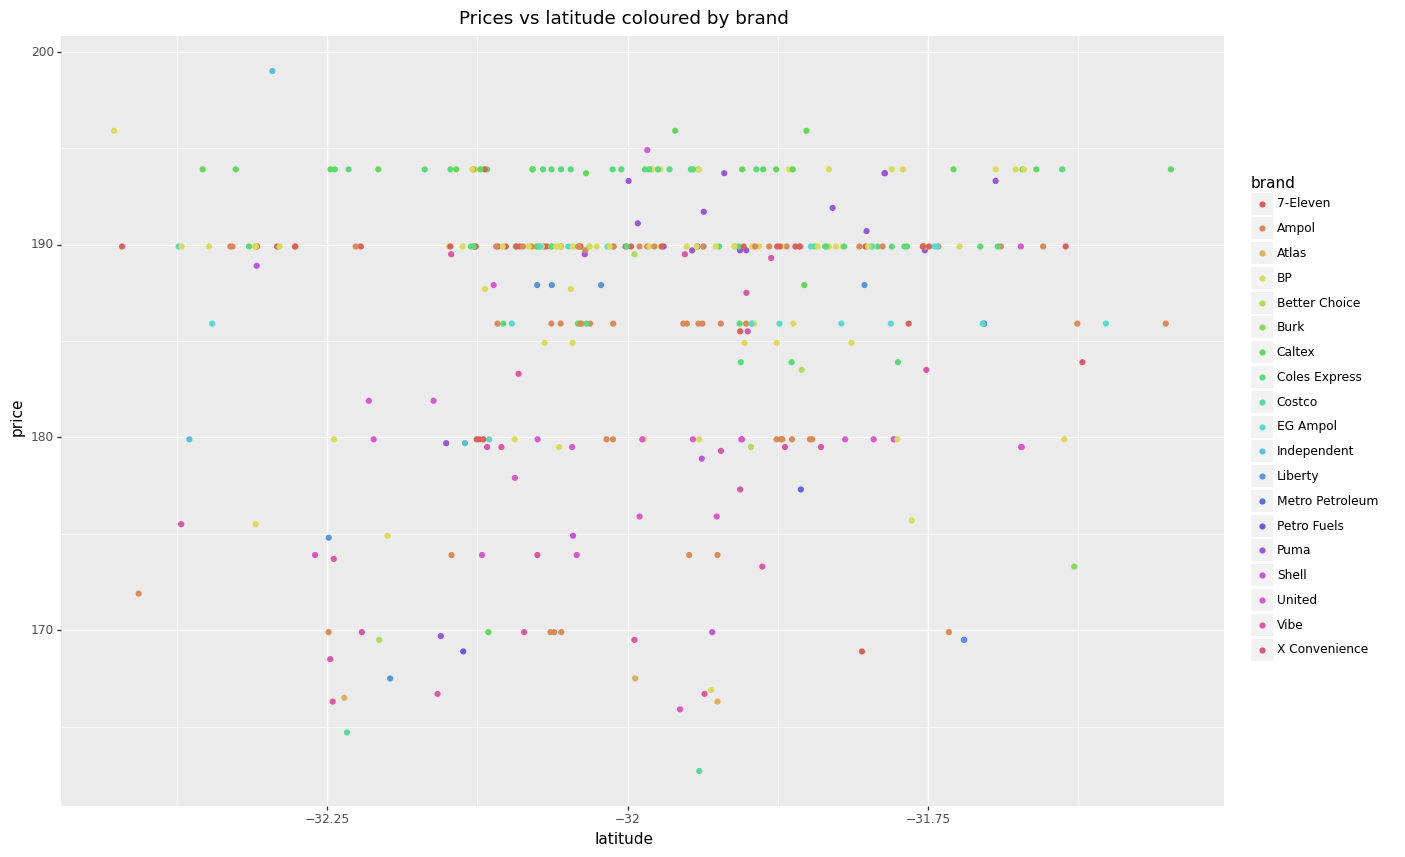 Prices vs latitude coloured by brand
200
190
180
170
price
−32.25
−32
−31.75
latitude
brand
7-Eleven
Ampol
Atlas
BP
Better Choice
Burk
Caltex
Coles Express
Costco
EG Ampol
Independent
Liberty
Metro Petroleum
Petro Fuels
Puma
Shell
United
Vibe
X Convenience